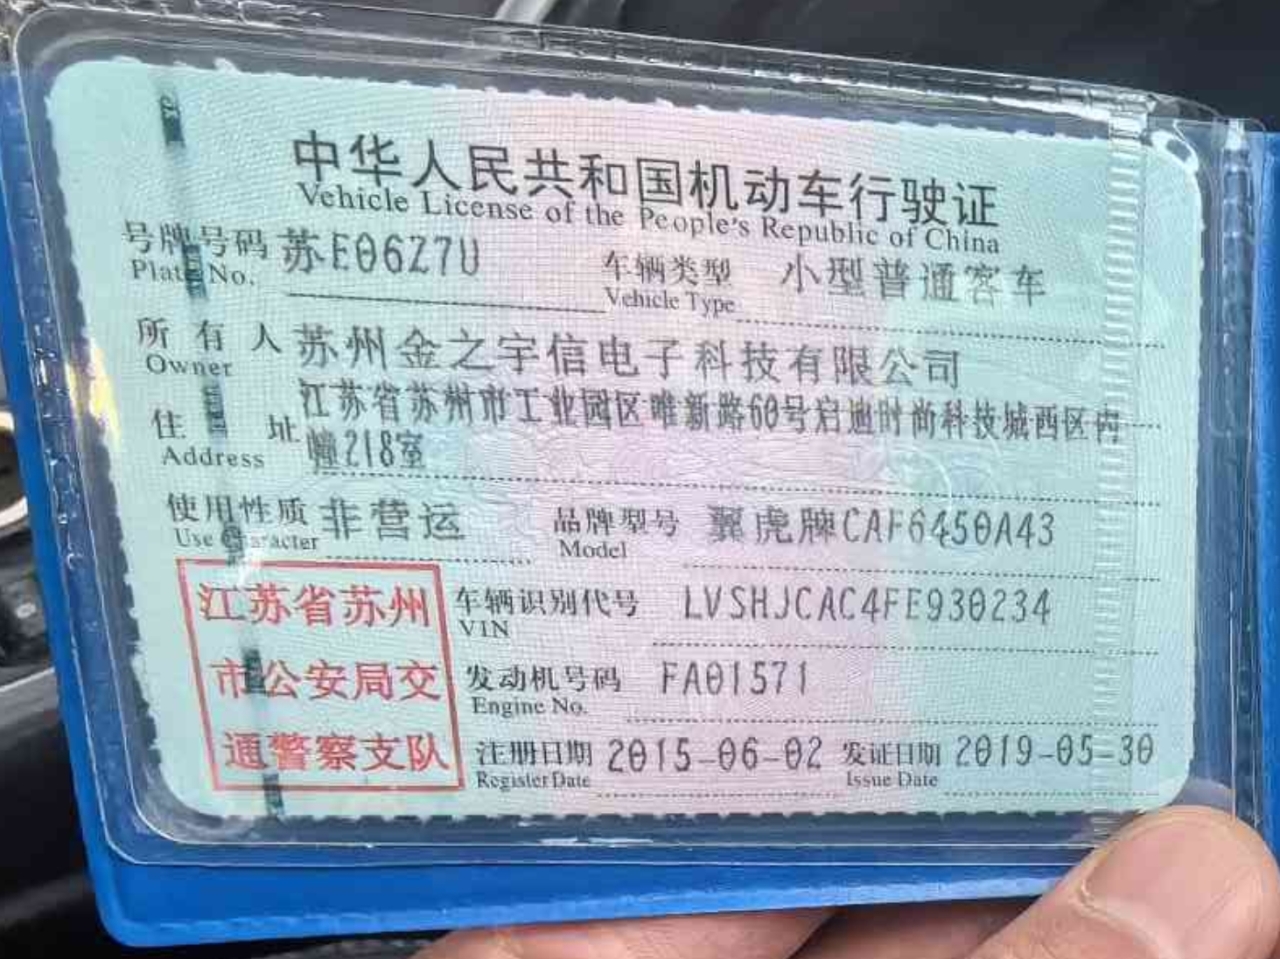 中华人民共和国机动车行驶证
Vehicle License of the People's Republic of China
号牌号码 苏E06Z7U 车辆类型 小型普通客车
Plate No. Vehicle Type
所有人 苏州金之宇信电子科技有限公司
Owner
住址 江苏省苏州市工业园区唯新路60号启迪时尚科技城西区内
Address 幢218室
使用性质 非营运 品牌型号 翼虎牌CAF6450A43
Use Character Model
江苏省苏州
市公安局交
通警察支队
车辆识别代号 LVSHJCAC4FE930234
VIN
发动机号码 FA01571
Engine No.
注册日期 2015-06-02 发证日期 2019-05-30
Register Date Issue Date